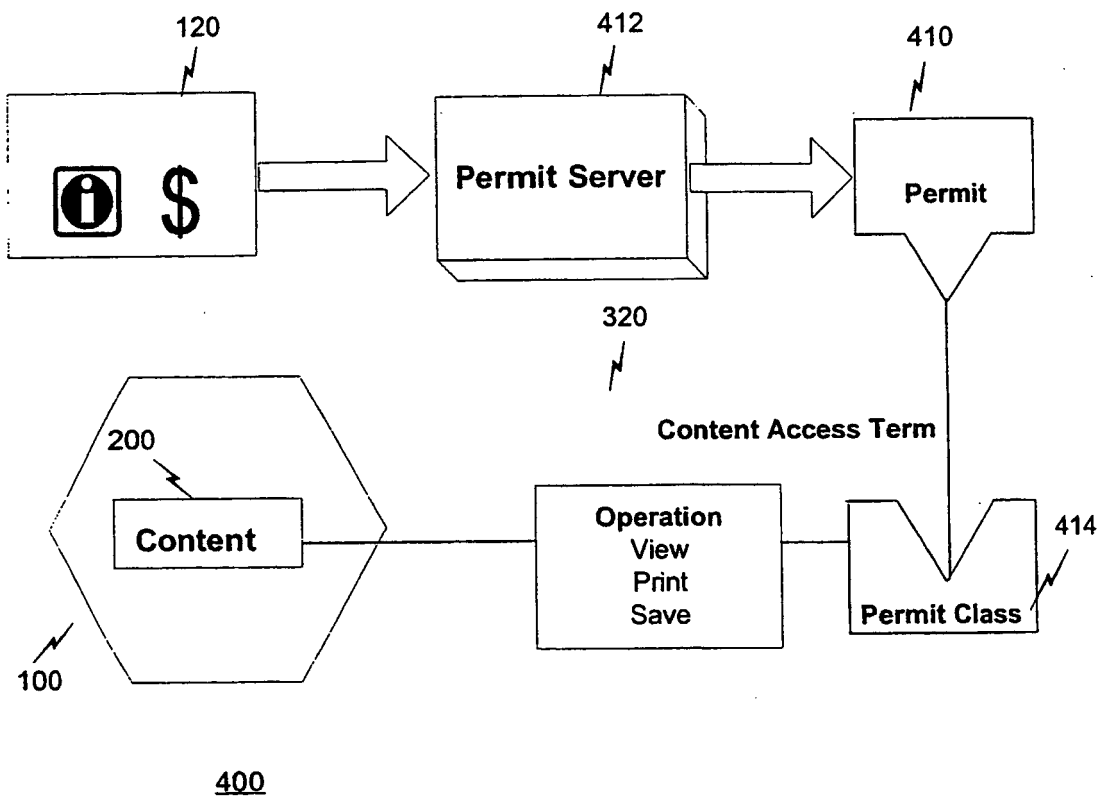 120
412
410
i $
Permit Server
Permit
320
Content Access Term
200
Content
Operation
View
Print
Save
414
Permit Class
100
400